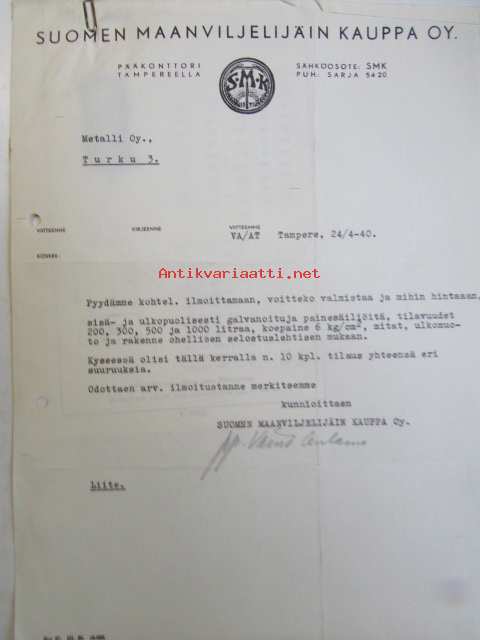 SUOMEN MAANVILJELIJÄIN KAUPPA OY.
PÄÄKONTTORI
TAMPEREELLA
S·M·K
SÄHKÖOSOTE: SMK
PUH. SARJA 5420
Metalli Oy.,
Turku 3.
VIITTEENNE
KIRJEENNE
VIITTEEMME
VA/AT Tampere, 24/4-40.
Antikvariaatti.net
Pyydämme kohtel. ilmoittamaan, voitteko valmistaa ja mihin hintaan,
sisä- ja ulkopuolisesti galvanoituja painesäiliöitä, tilavuudet
200, 300, 500 ja 1000 litraa, koepaine 6 kg/cm², mitat, ulkomuo-
to ja rakenne oheilisen selostuslehtisen mukaan.
Kyseessä olisi tällä kerralla n. 10 kpl. tilaus yhteensä eri
suuruuksia.
Odottaen arv. ilmoitustanne merkitsemme
kunnioittaen
SUOMEN MAANVILJELIJÄIN KAUPPA Oy.
Liite.